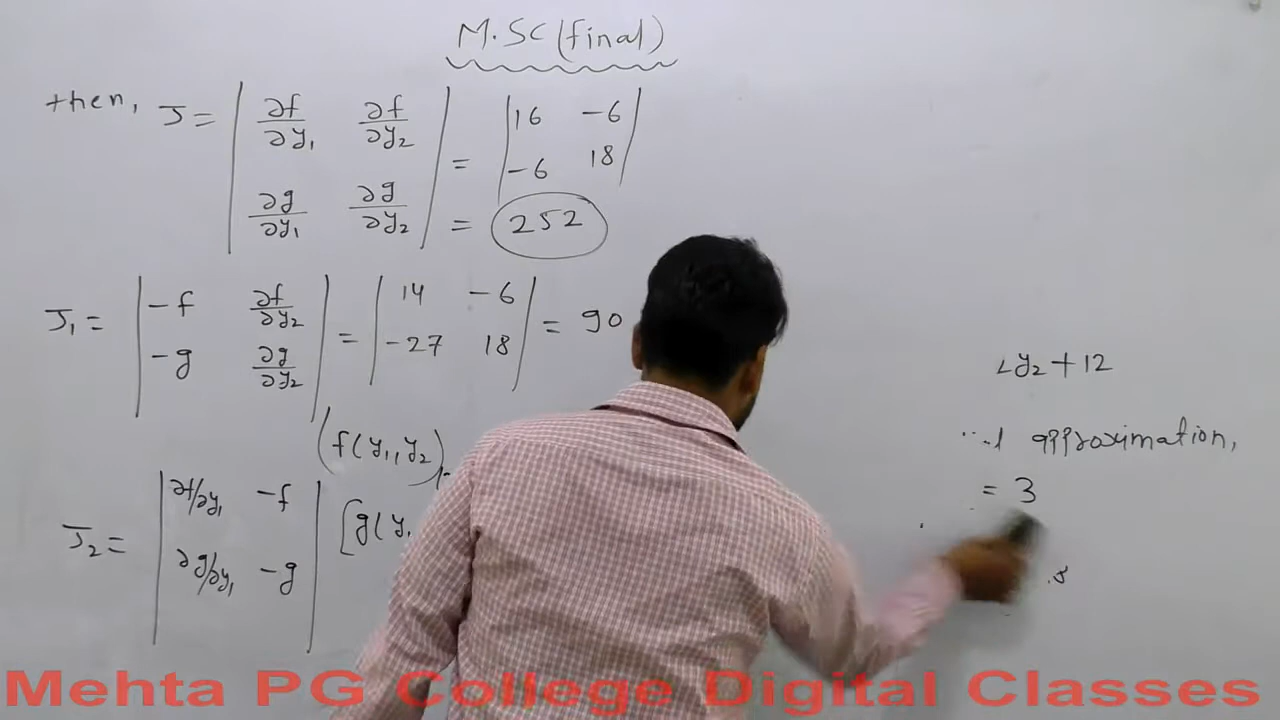 M.SC(final)
then, J = | ∂f/∂y₁ ∂f/∂y₂ | = | 16 -6 |
| ∂g/∂y₁ ∂g/∂y₂ | | -6 18 |
= 252
J₁ = | -f ∂f/∂y₂ | = | 14 -6 | = 90
| -g ∂g/∂y₂ | | -27 18 |
(f(y₁,y₂)
J₂ = | ∂f/∂y₁ -f | [g(y₁
| ∂g/∂y₁ -g |
y₂ + 12
approximation,
= 3
Mehta PG College Digital Classes